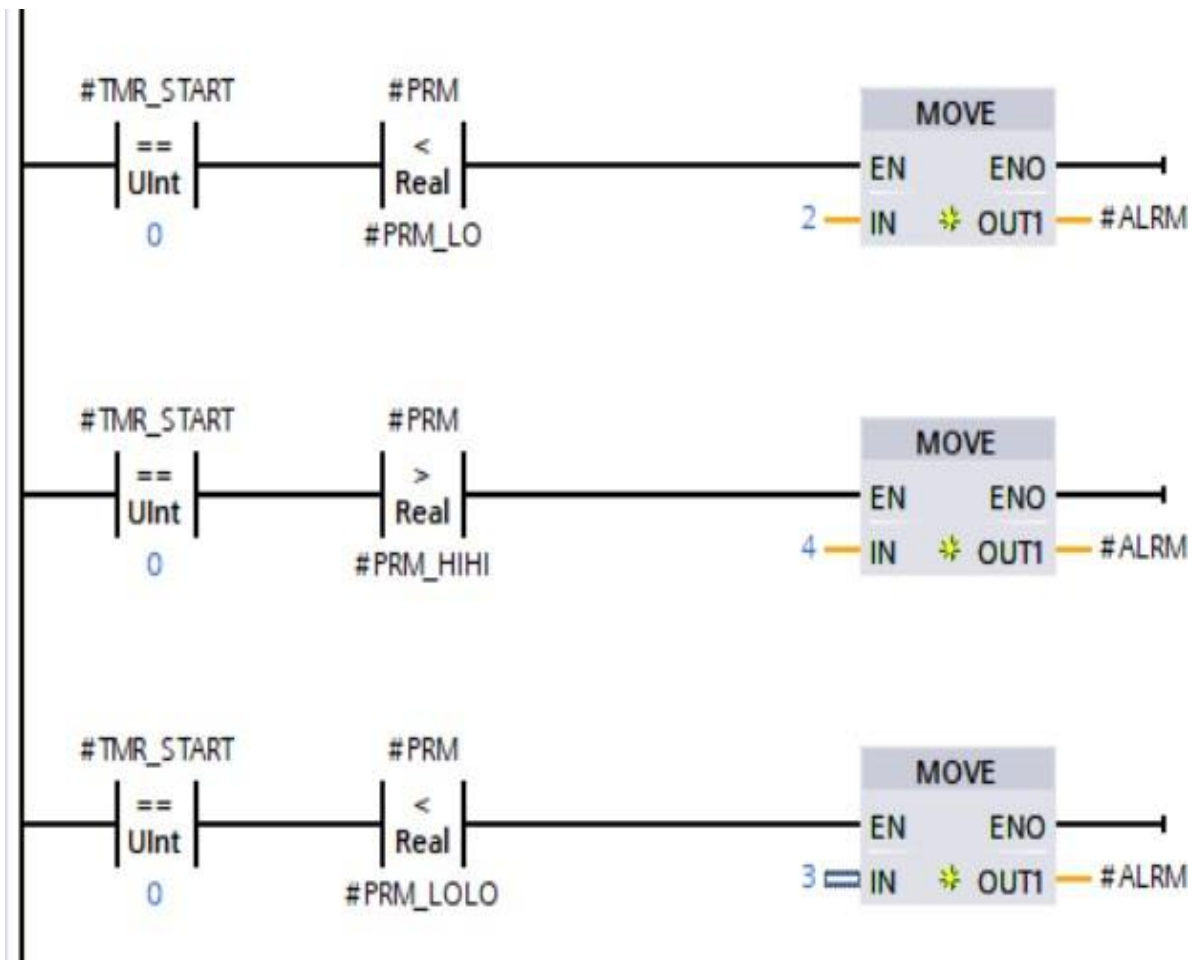 #TMR_START #PRM
MOVE
== <
EN ENO
UInt Real
2 IN OUT1 #ALRM
0 #PRM_LO
#TMR_START #PRM
MOVE
== >
EN ENO
UInt Real
4 IN OUT1 #ALRM
0 #PRM_HIHI
#TMR_START #PRM
MOVE
== <
EN ENO
UInt Real
3 IN OUT1 #ALRM
0 #PRM_LOLO